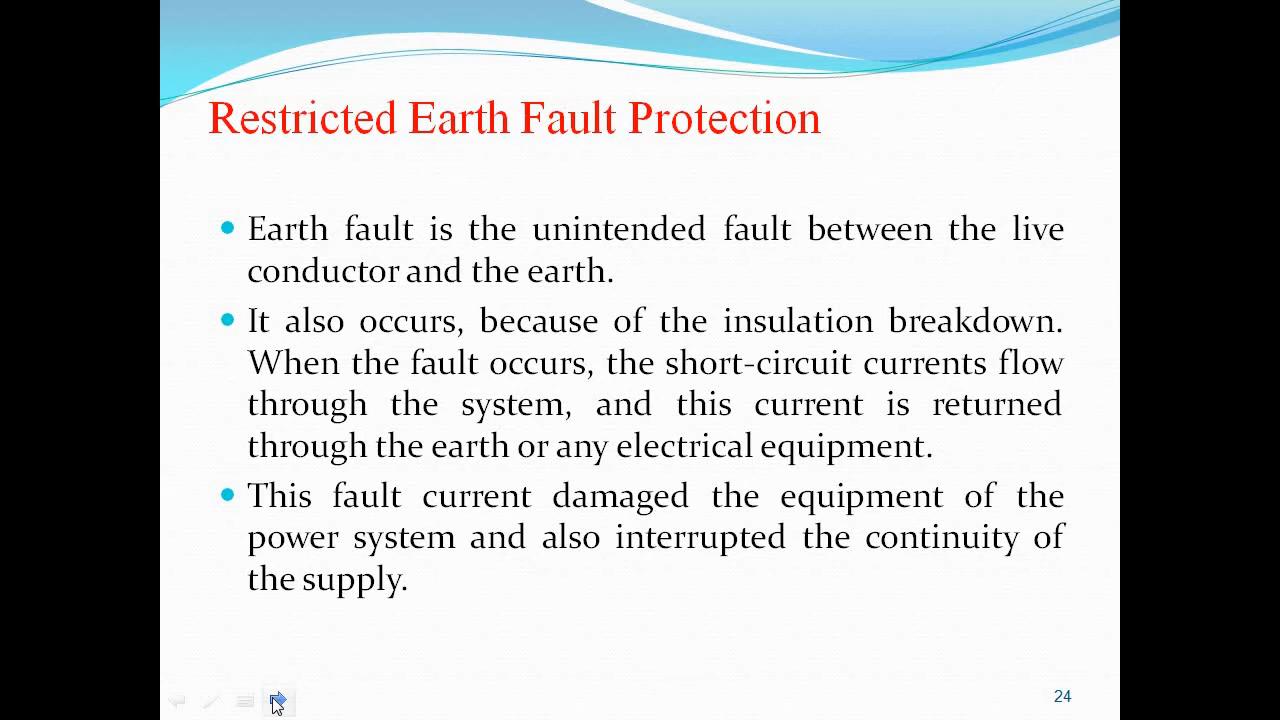 Restricted Earth Fault Protection
Earth fault is the unintended fault between the live
conductor and the earth.
It also occurs, because of the insulation breakdown.
When the fault occurs, the short-circuit currents flow
through the system, and this current is returned
through the earth or any electrical equipment.
This fault current damaged the equipment of the
power system and also interrupted the continuity of
the supply.
24